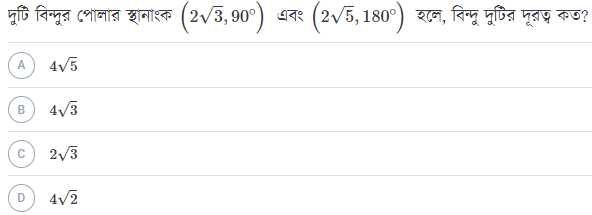 দুটি বিন্দুর পোলার স্থানাংক (2√3, 90°) এবং (2√5, 180°) হলে, বিন্দু দুটির দূরত্ব কত?
A 4√5
B 4√3
C 2√3
D 4√2